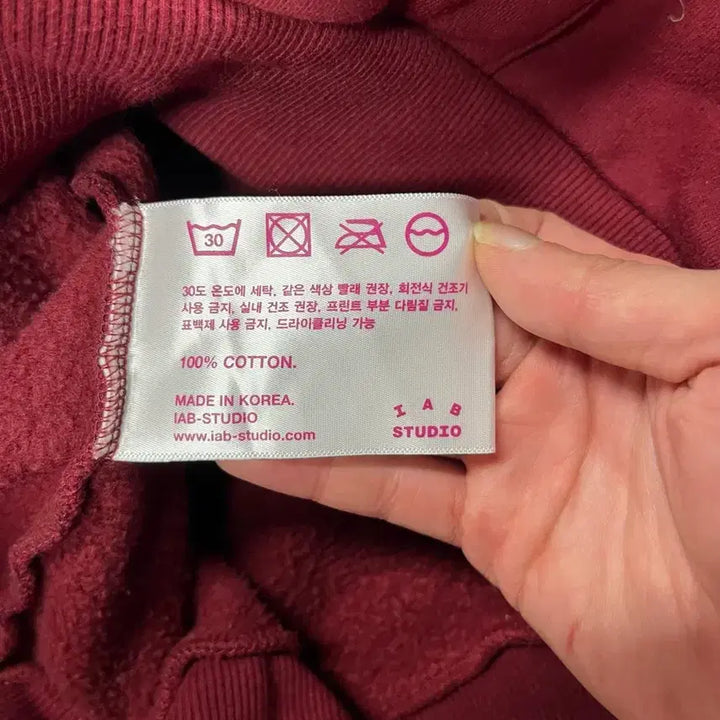 30
30도 온도에 세탁, 같은 색상 빨래 권장, 회전식 건조기
사용 금지, 실내 건조 권장, 프린트 부분 다림질 금지,
표백제 사용 금지, 드라이클리닝 가능
100% COTTON.
MADE IN KOREA.
IAB-STUDIO
www.iab-studio.com
I A B
STUDIO